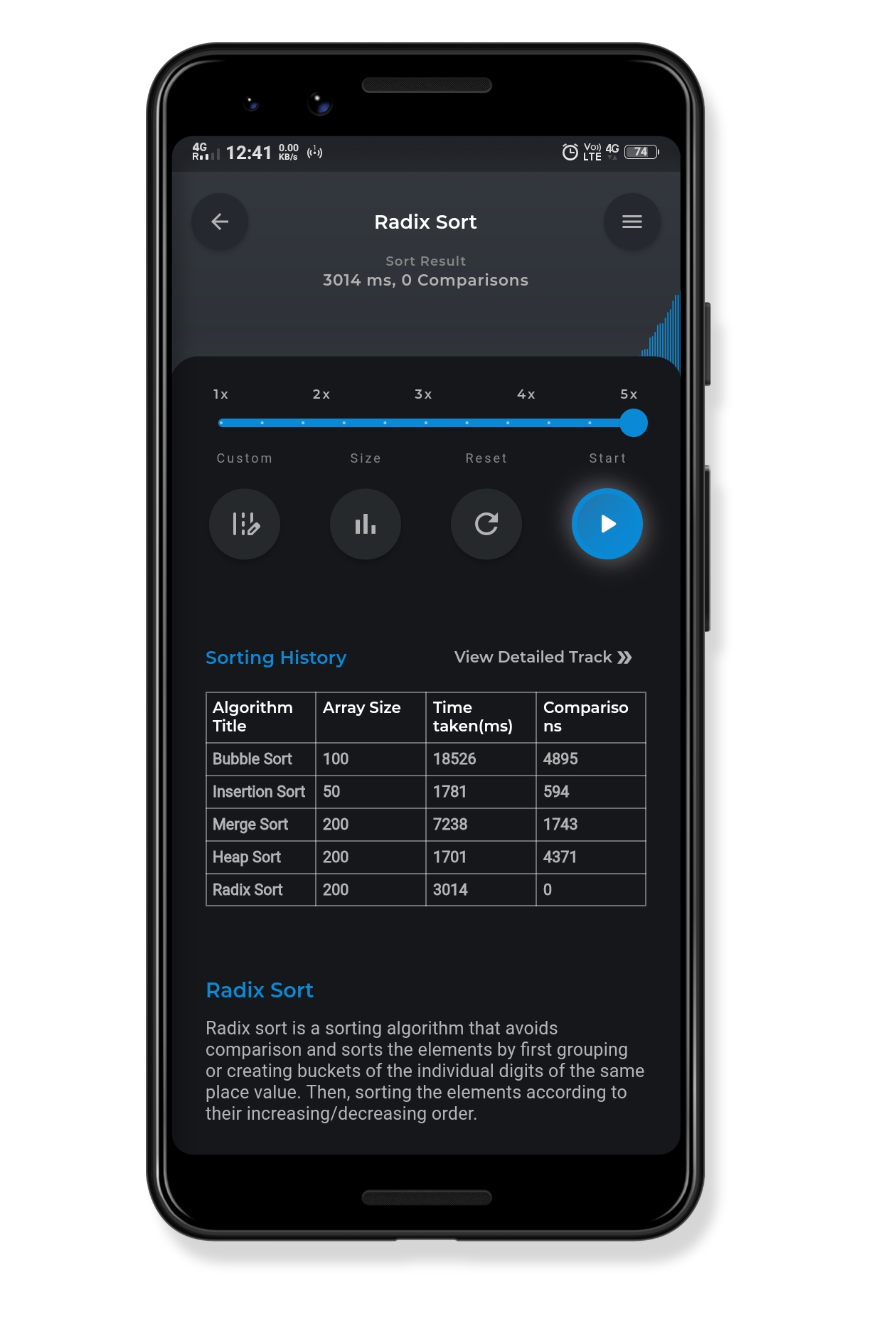 4G R 12:41 0.00 KB/s Vo)) LTE 4G 74
Radix Sort
Sort Result
3014 ms, 0 Comparisons
1x 2x 3x 4x 5x
Custom Size Reset Start
Sorting History View Detailed Track
Algorithm Title Array Size Time taken(ms) Compariso ns
Bubble Sort 100 18526 4895
Insertion Sort 50 1781 594
Merge Sort 200 7238 1743
Heap Sort 200 1701 4371
Radix Sort 200 3014 0
Radix Sort
Radix sort is a sorting algorithm that avoids
comparison and sorts the elements by first grouping
or creating buckets of the individual digits of the same
place value. Then, sorting the elements according to
their increasing/decreasing order.